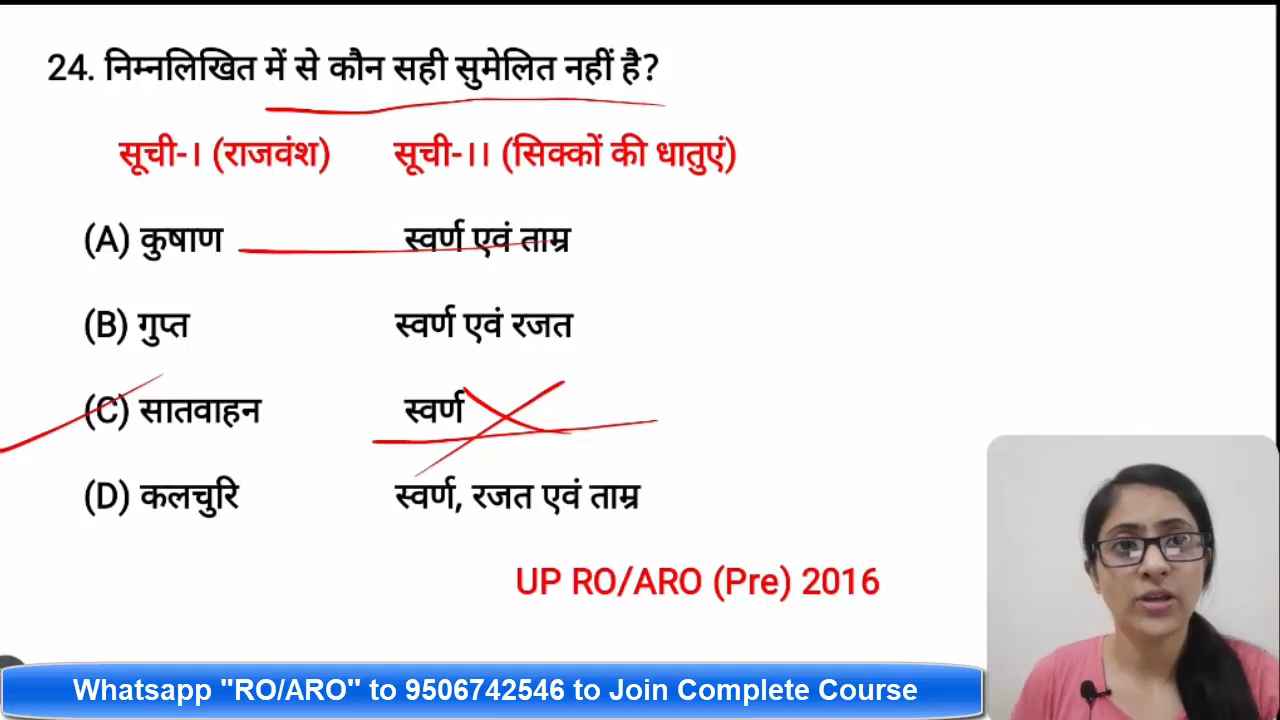 24. निम्नलिखित में से कौन सही सुमेलित नहीं है?
सूची-I (राजवंश) सूची-II (सिक्कों की धातुएं)
(A) कुषाण स्वर्ण एवं ताम्र
(B) गुप्त स्वर्ण एवं रजत
(C) सातवाहन स्वर्ण
(D) कलचुरि स्वर्ण, रजत एवं ताम्र
UP RO/ARO (Pre) 2016
Whatsapp "RO/ARO" to 9506742546 to Join Complete Course